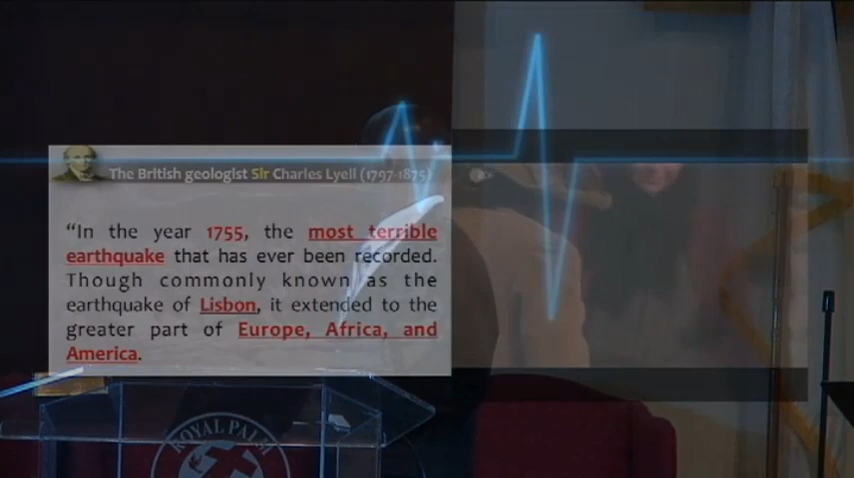 The British geologist Sir Charles Lyell (1797-1875)
“In the year 1755, the most terrible
earthquake that has ever been recorded.
Though commonly known as the
earthquake of Lisbon, it extended to the
greater part of Europe, Africa, and
America.
ROYAL PALM